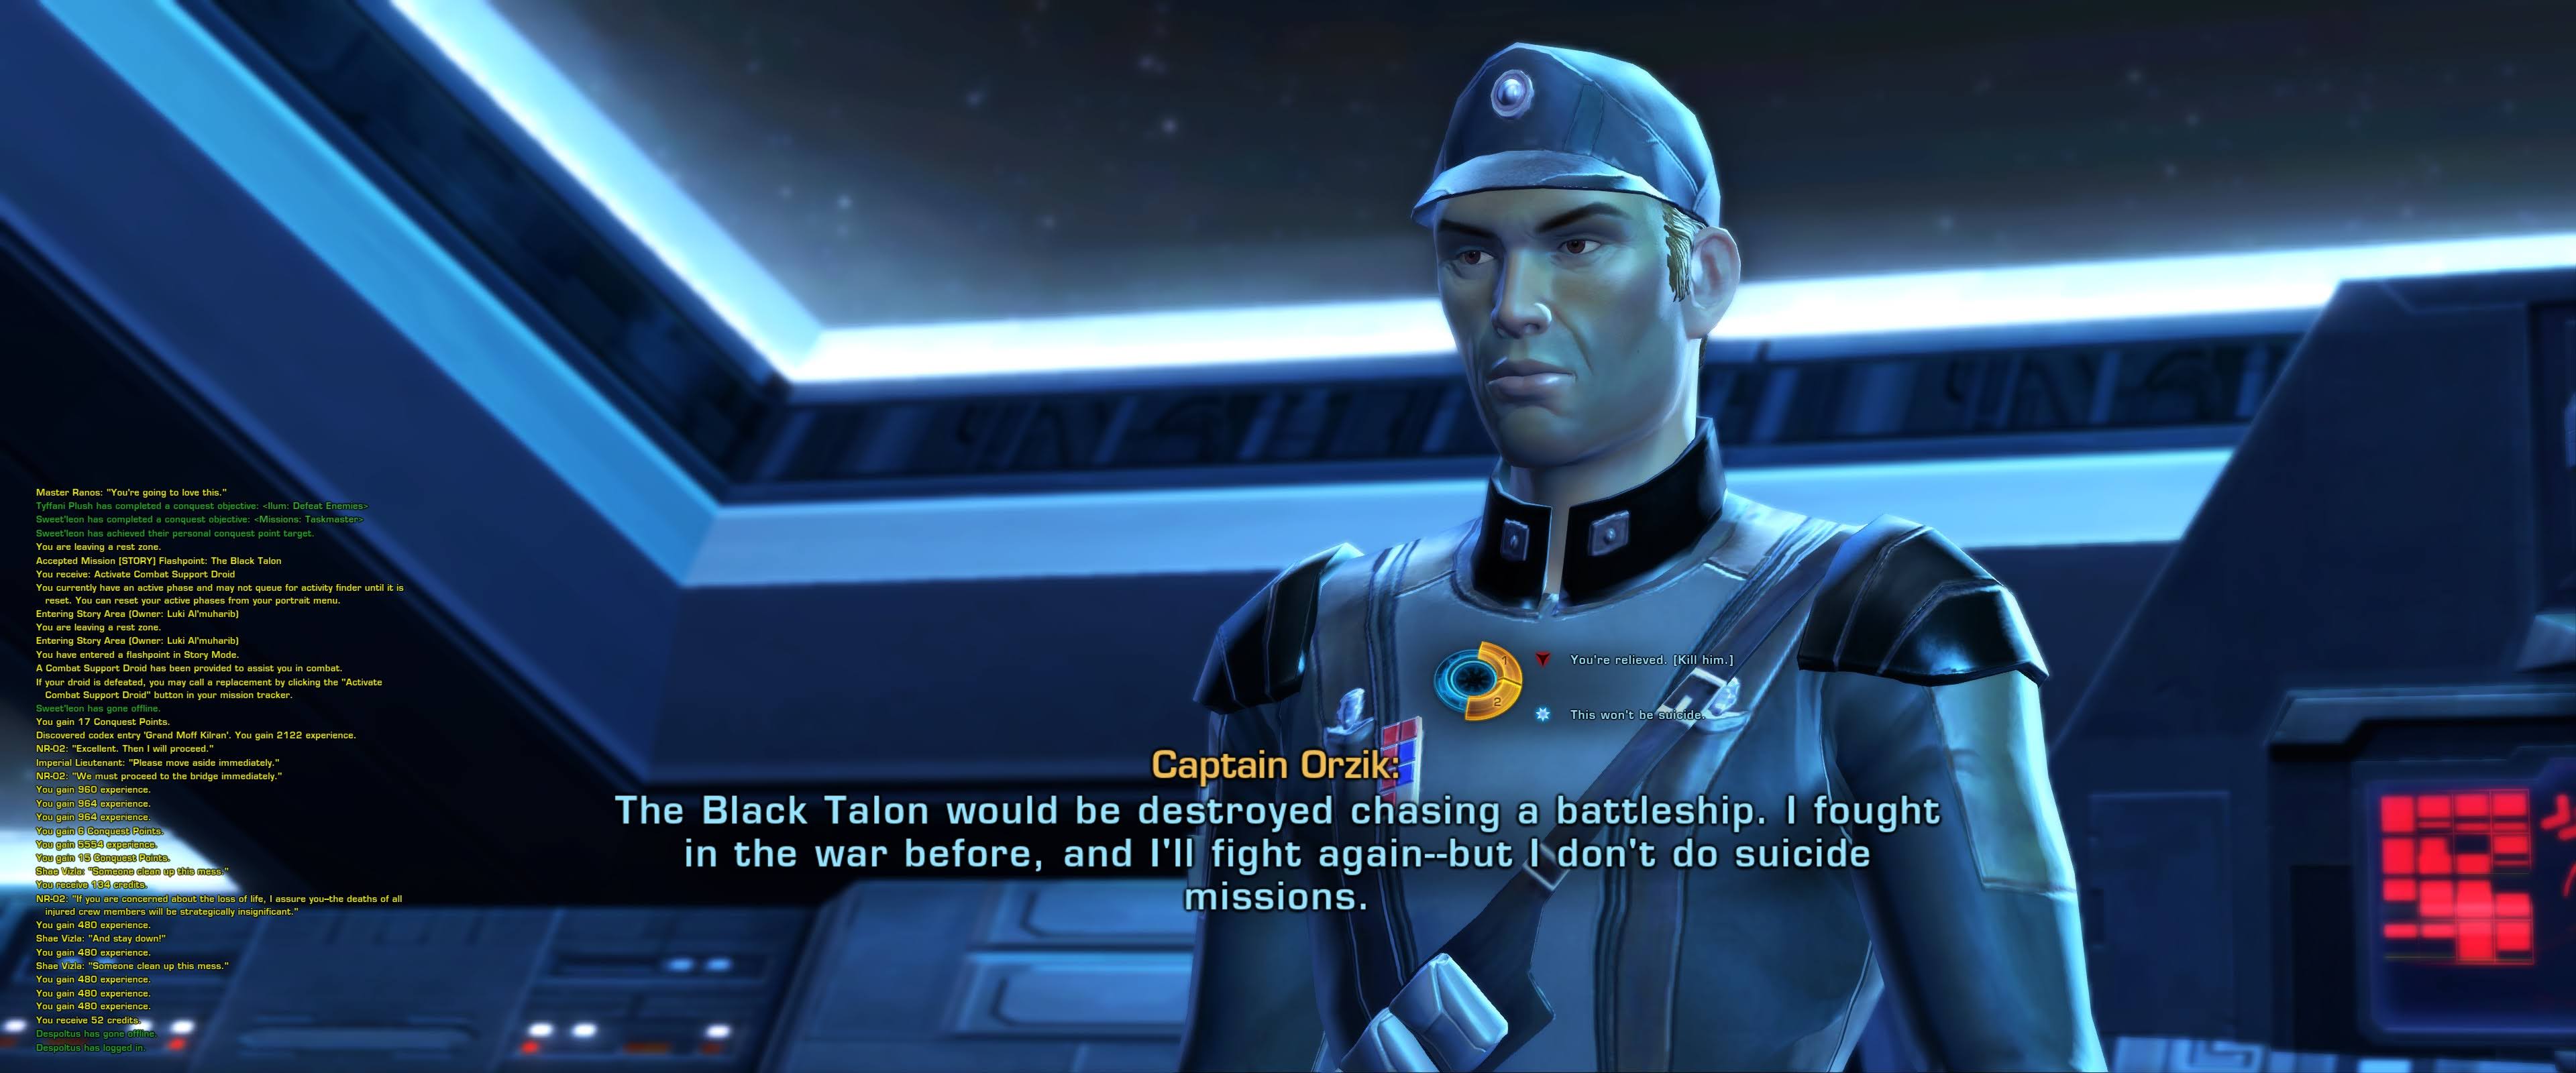 Master Ranos: "You're going to love this."
Tyffani Plush has completed a conquest objective: <Ilum: Defeat Enemies>
Sweet'leon has completed a conquest objective: <Missions: Taskmaster>
Sweet'leon has achieved their personal conquest point target.
You are leaving a rest zone.
Accepted Mission [STORY] Flashpoint: The Black Talon
You receive: Activate Combat Support Droid
You currently have an active phase and may not queue for activity finder until it is
reset. You can reset your active phases from your portrait menu.
Entering Story Area (Owner: Luki Al'muharib)
You are leaving a rest zone.
Entering Story Area (Owner: Luki Al'muharib)
You have entered a flashpoint in Story Mode.
A Combat Support Droid has been provided to assist you in combat.
If your droid is defeated, you may call a replacement by clicking the "Activate
Combat Support Droid" button in your mission tracker.
Sweet'leon has gone offline.
You gain 17 Conquest Points.
Discovered codex entry 'Grand Moff Kilran'. You gain 2122 experience.
NR-02: "Excellent. Then I will proceed."
Imperial Lieutenant: "Please move aside immediately."
NR-02: "We must proceed to the bridge immediately."
You gain 960 experience.
You gain 964 experience.
You gain 964 experience.
You gain 6 Conquest Points.
You gain 5554 experience.
You gain 15 Conquest Points.
Shae Vizla: "Someone clean up this mess."
You receive 134 credits.
NR-02: "If you are concerned about the loss of life, I assure you--the deaths of all
injured crew members will be strategically insignificant."
You gain 480 experience.
Shae Vizla: "And stay down!"
You gain 480 experience.
Shae Vizla: "Someone clean up this mess."
You gain 480 experience.
You gain 480 experience.
You gain 480 experience.
You receive 52 credits.
Despoltus has gone offline.
Despoltus has logged in.
1 You're relieved. [Kill him.]
2 This won't be suicide.
Captain Orzik:
The Black Talon would be destroyed chasing a battleship. I fought
in the war before, and I'll fight again--but I don't do suicide
missions.